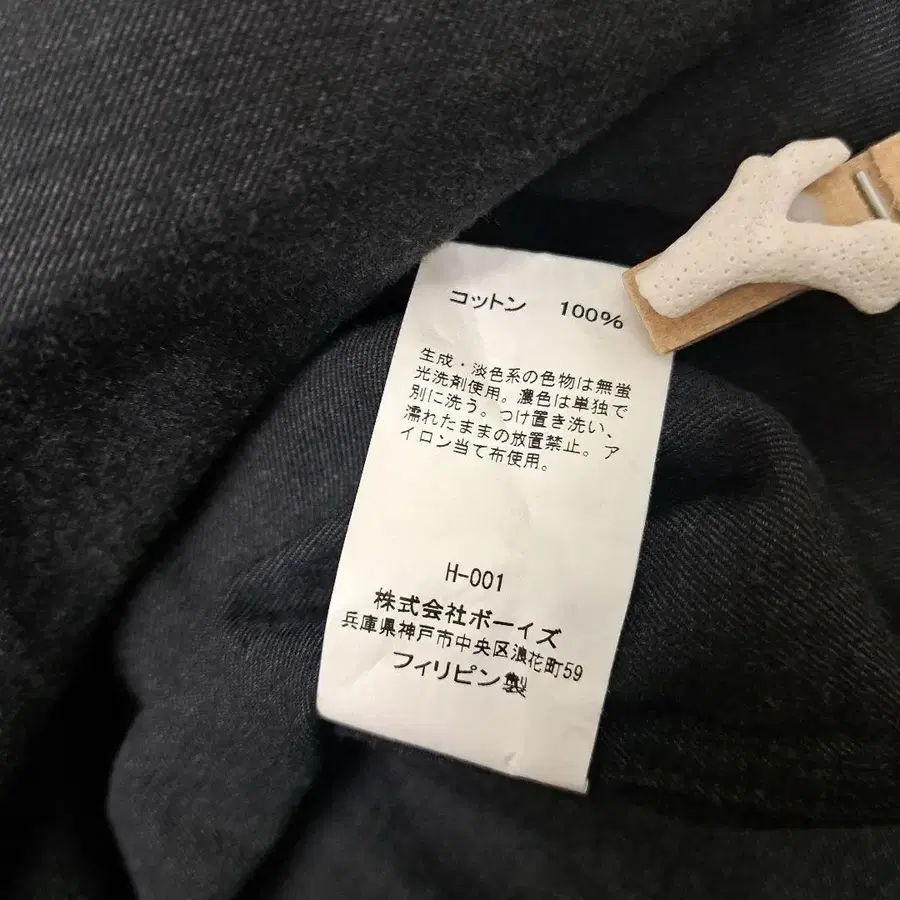 コットン 100%
生成・淡色系の色物は無蛍
光洗剤使用。濃色は単独で
別に洗う。つけ置き洗い、
濡れたままの放置禁止。ア
イロン当て布使用。
H-001
株式会社ボーイズ
兵庫県神戸市中央区浪花町59
フィリピン製